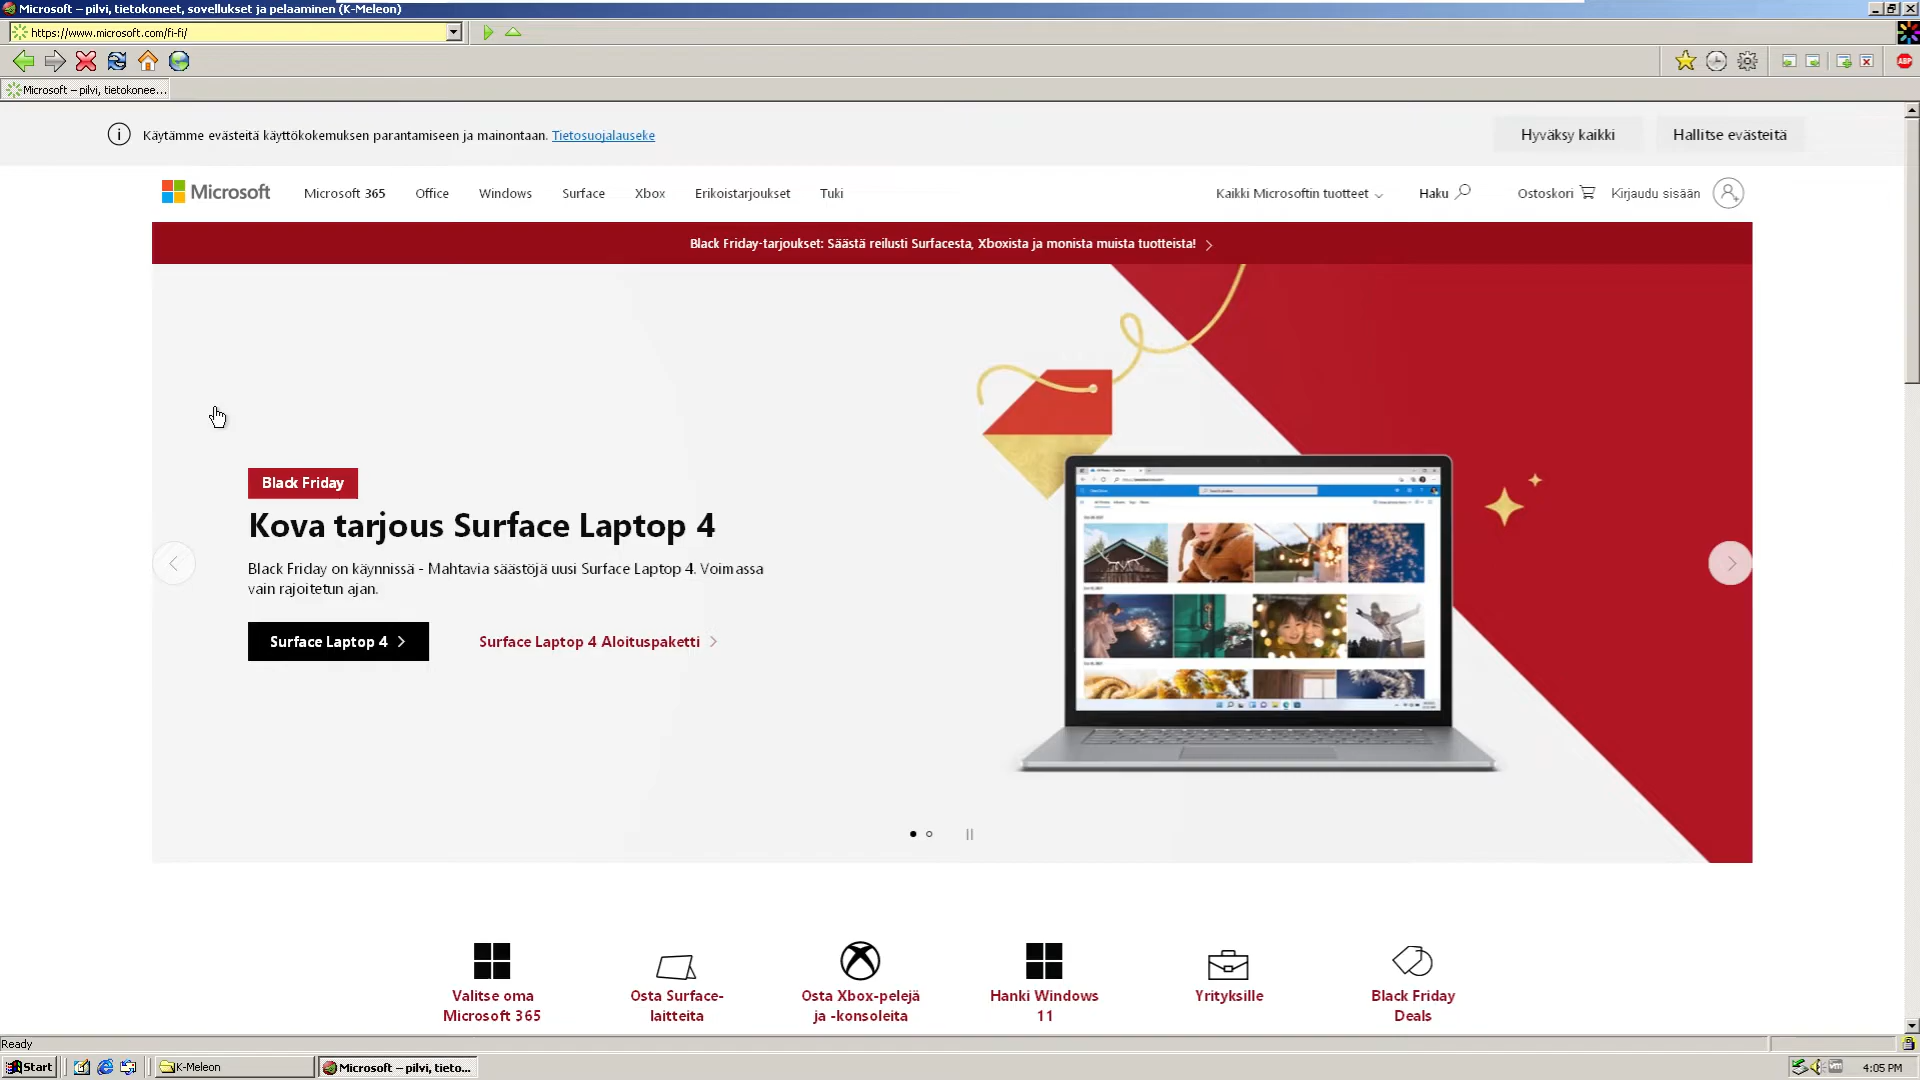 Microsoft – pilvi, tietokoneet, sovellukset ja pelaaminen (K-Meleon)
https://www.microsoft.com/fi-fi/
ABP
Microsoft – pilvi, tietokonee...
Käytämme evästeitä käyttökokemuksen parantamiseen ja mainontaan. Tietosuojalauseke
Hyväksy kaikki
Hallitse evästeitä
Microsoft
Microsoft 365
Office
Windows
Surface
Xbox
Erikoistarjoukset
Tuki
Kaikki Microsoftin tuotteet
Haku
Ostoskori
Kirjaudu sisään
Black Friday-tarjoukset: Säästä reilusti Surfacesta, Xboxista ja monista muista tuotteista!
Black Friday
Kova tarjous Surface Laptop 4
Black Friday on käynnissä - Mahtavia säästöjä uusi Surface Laptop 4. Voimassa
vain rajoitetun ajan.
Surface Laptop 4
Surface Laptop 4 Aloituspaketti
Valitse oma
Microsoft 365
Osta Surface-
laitteita
Osta Xbox-pelejä
ja -konsoleita
Hanki Windows
11
Yrityksille
Black Friday
Deals
Ready
Start
K-Meleon
Microsoft – pilvi, tieto...
4:05 PM